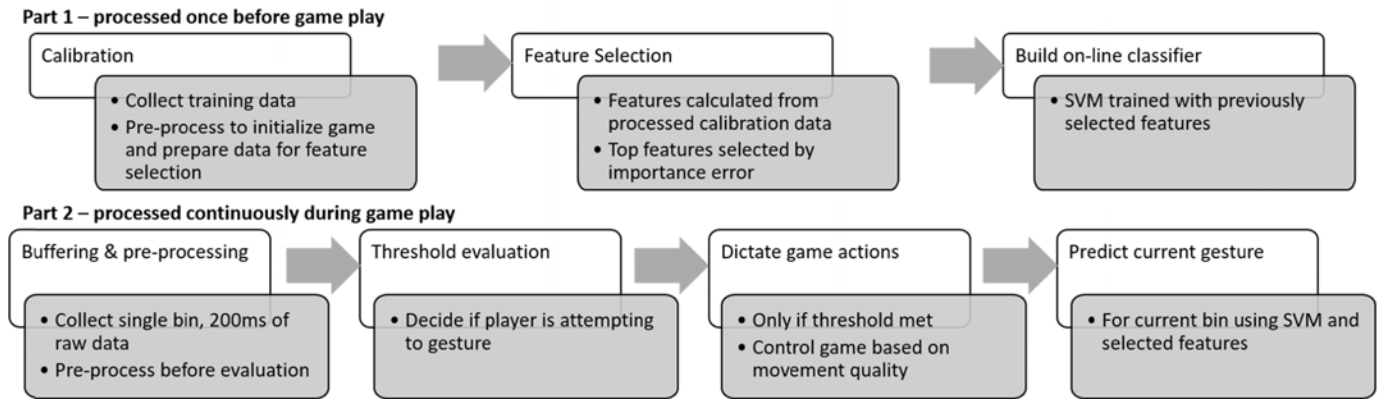 Part 1 – processed once before game play
Calibration
• Collect training data
• Pre-process to initialize game
and prepare data for feature
selection
Feature Selection
• Features calculated from
processed calibration data
• Top features selected by
importance error
Build on-line classifier
• SVM trained with previously
selected features
Part 2 – processed continuously during game play
Buffering & pre-processing
• Collect single bin, 200ms of
raw data
• Pre-process before evaluation
Threshold evaluation
• Decide if player is attempting
to gesture
Dictate game actions
• Only if threshold met
• Control game based on
movement quality
Predict current gesture
• For current bin using SVM and
selected features